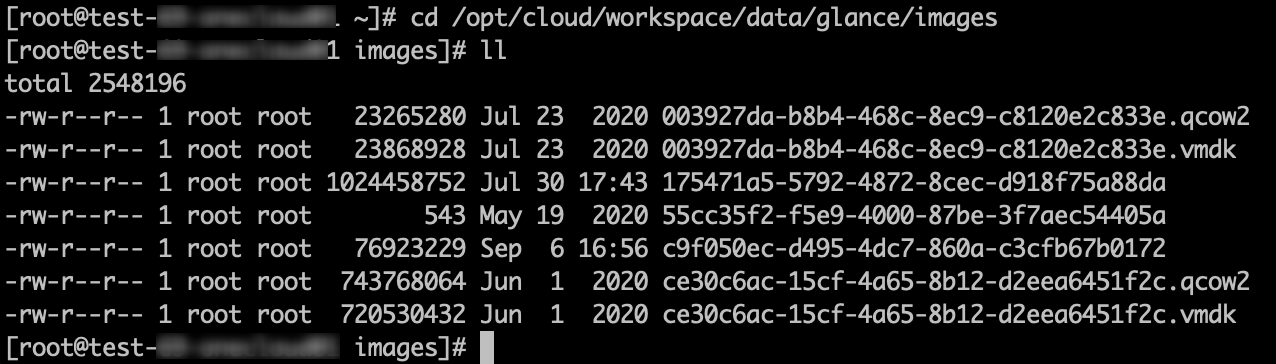 [root@test- ~]# cd /opt/cloud/workspace/data/glance/images
[root@test- 1 images]# ll
total 2548196
-rw-r--r-- 1 root root   23265280 Jul 23  2020 003927da-b8b4-468c-8ec9-c8120e2c833e.qcow2
-rw-r--r-- 1 root root   23868928 Jul 23  2020 003927da-b8b4-468c-8ec9-c8120e2c833e.vmdk
-rw-r--r-- 1 root root 1024458752 Jul 30 17:43 175471a5-5792-4872-8cec-d918f75a88da
-rw-r--r-- 1 root root        543 May 19  2020 55cc35f2-f5e9-4000-87be-3f7aec54405a
-rw-r--r-- 1 root root   76923229 Sep  6 16:56 c9f050ec-d495-4dc7-860a-c3cfb67b0172
-rw-r--r-- 1 root root  743768064 Jun  1  2020 ce30c6ac-15cf-4a65-8b12-d2eea6451f2c.qcow2
-rw-r--r-- 1 root root  720530432 Jun  1  2020 ce30c6ac-15cf-4a65-8b12-d2eea6451f2c.vmdk
[root@test- images]#